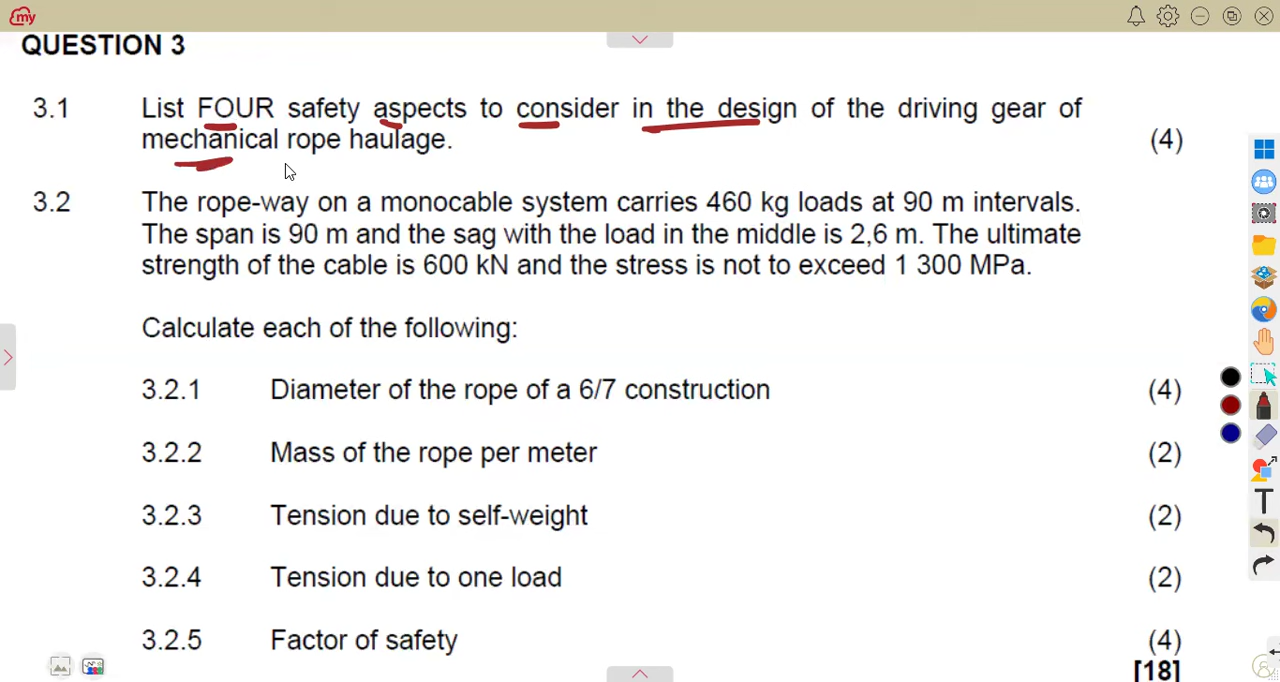 my
QUESTION 3
3.1 List FOUR safety aspects to consider in the design of the driving gear of
mechanical rope haulage. (4)
3.2 The rope-way on a monocable system carries 460 kg loads at 90 m intervals.
The span is 90 m and the sag with the load in the middle is 2,6 m. The ultimate
strength of the cable is 600 kN and the stress is not to exceed 1 300 MPa.
Calculate each of the following:
3.2.1 Diameter of the rope of a 6/7 construction (4)
3.2.2 Mass of the rope per meter (2)
3.2.3 Tension due to self-weight (2)
3.2.4 Tension due to one load (2)
3.2.5 Factor of safety (4)
[18]
T